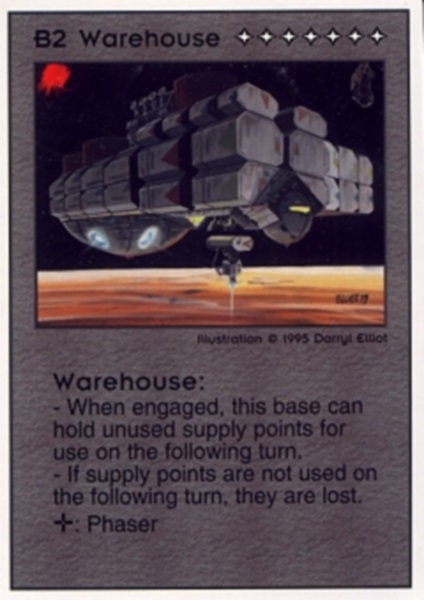 B2 Warehouse ✧✧✧✧✧✧✧
Illustration © 1995 Darryl Elliot
Warehouse:
- When engaged, this base can
hold unused supply points for
use on the following turn.
- If supply points are not used on
the following turn, they are lost.
✛: Phaser